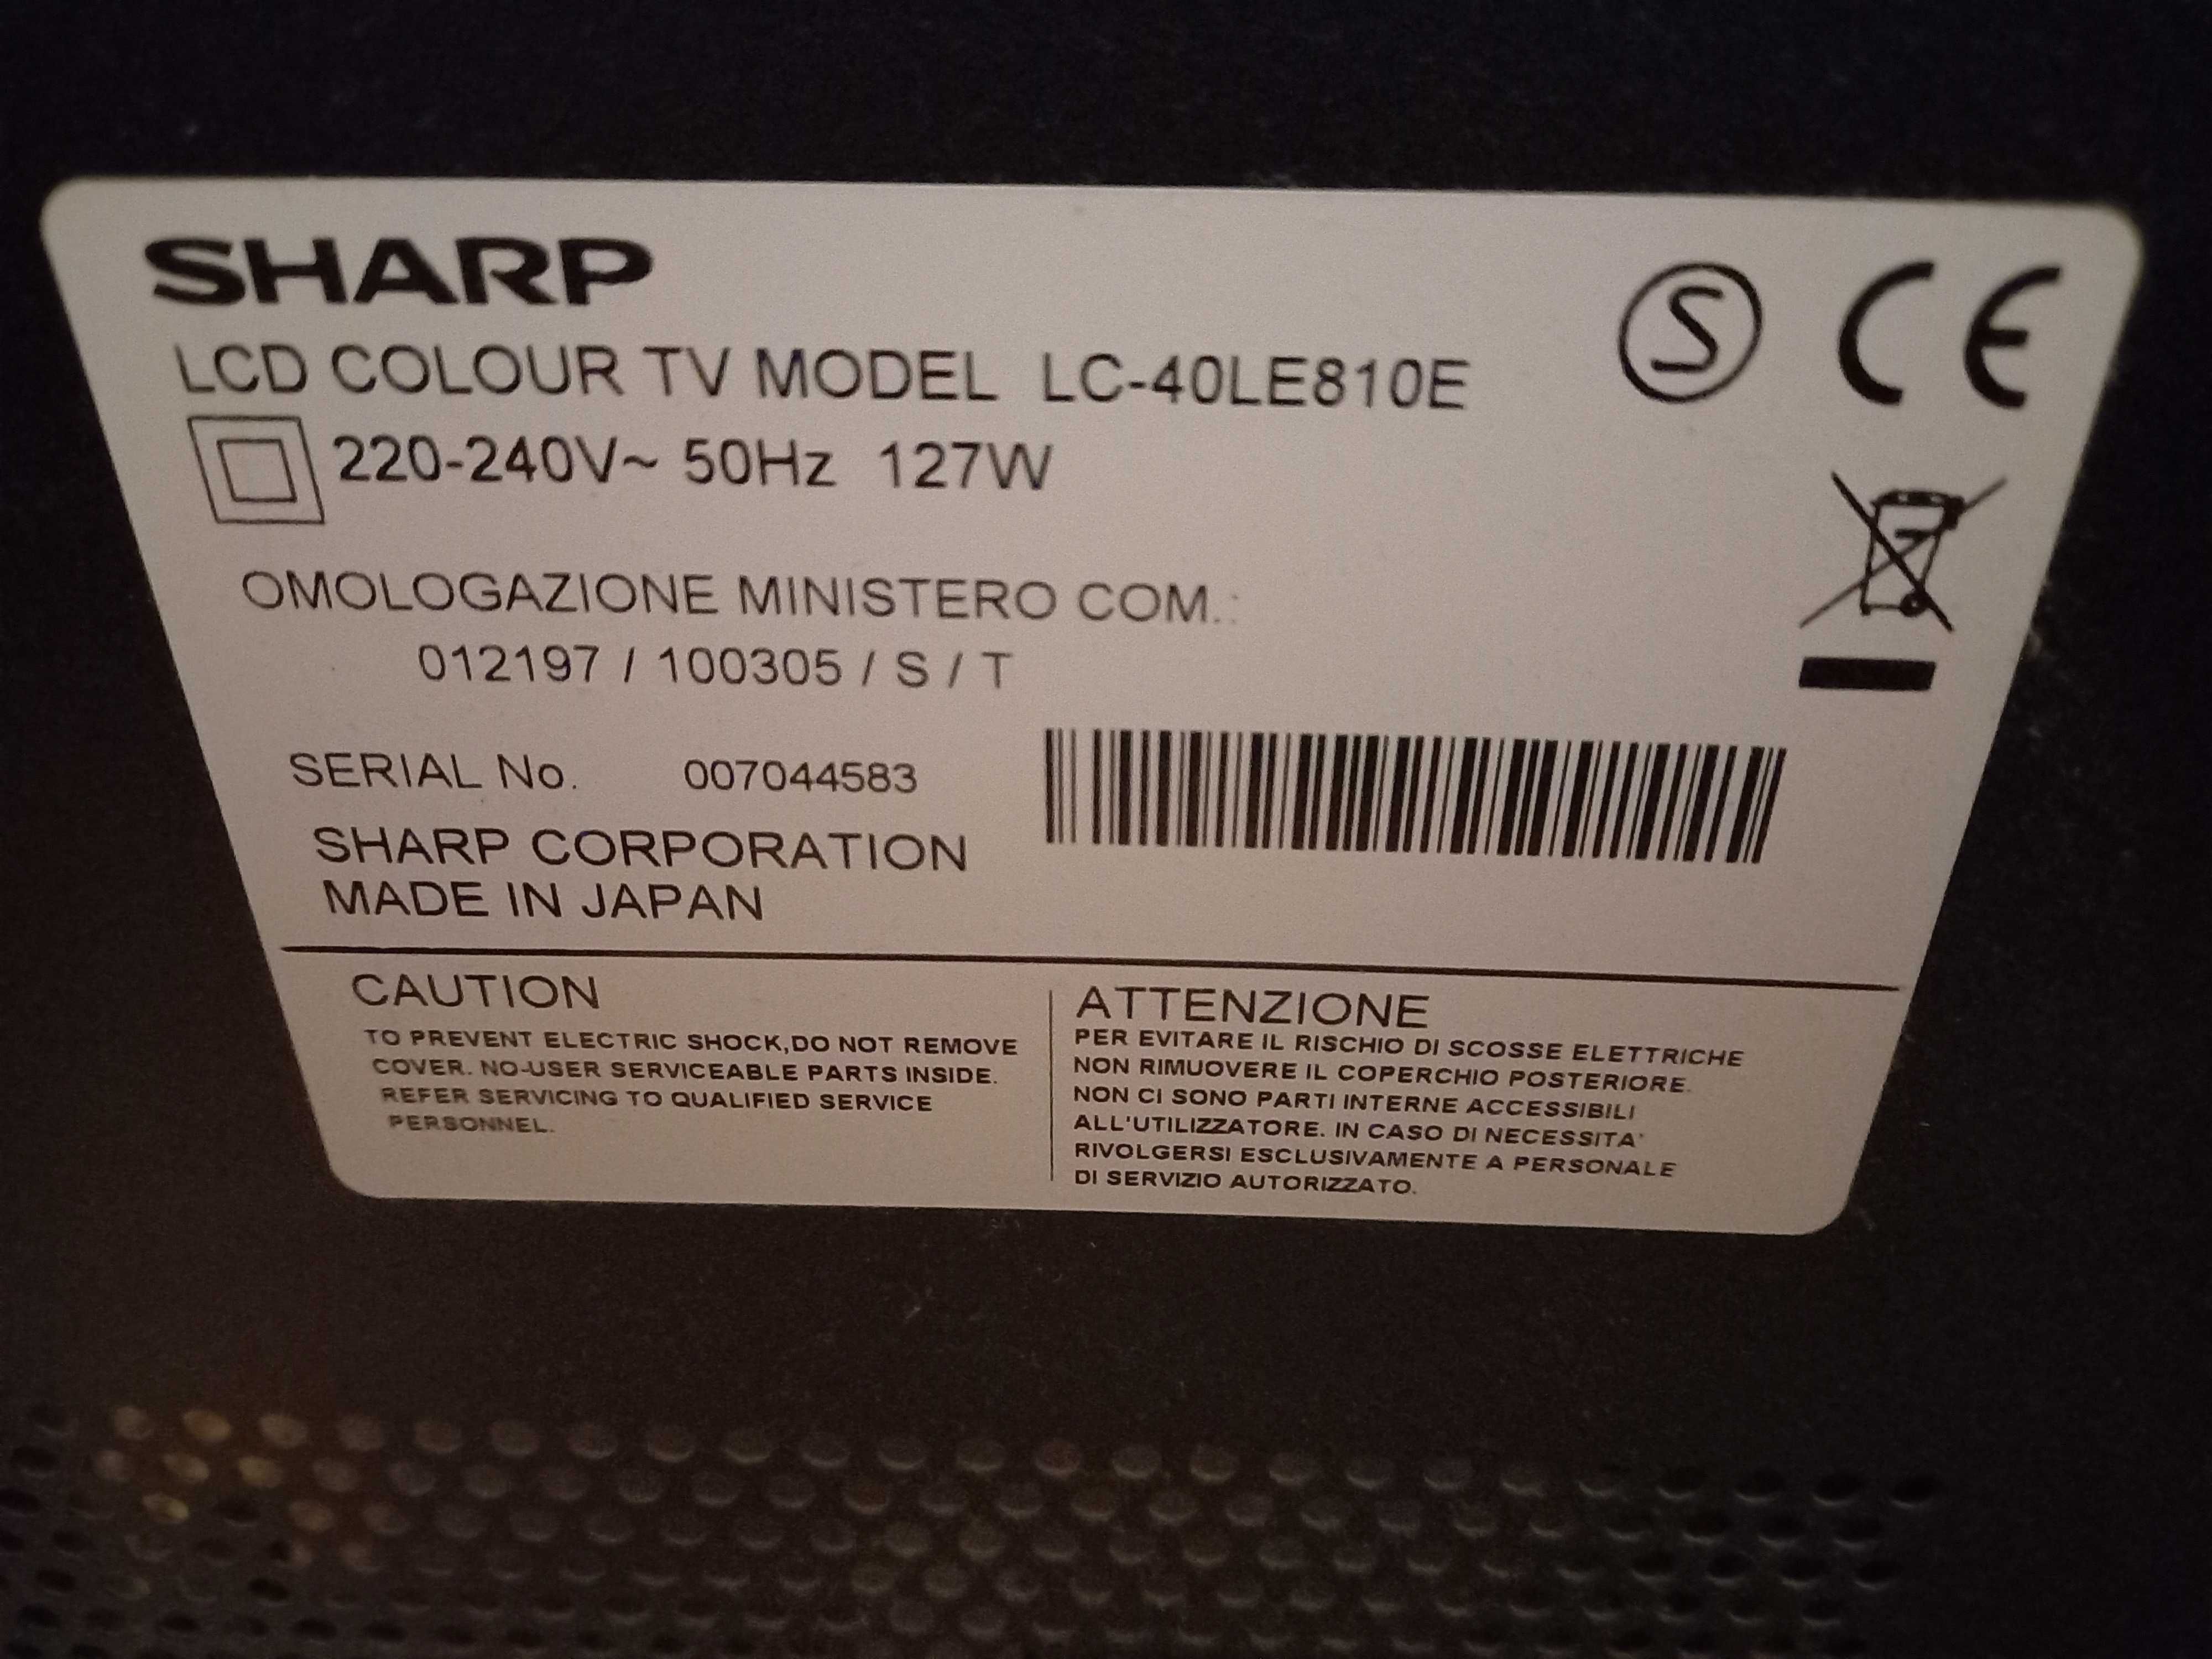 SHARP
LCD COLOUR TV MODEL LC-40LE810E
220-240V~ 50Hz 127W
S CE
OMOLOGAZIONE MINISTERO COM.:
012197 / 100305 / S / T
SERIAL No. 007044583
SHARP CORPORATION
MADE IN JAPAN
CAUTION
TO PREVENT ELECTRIC SHOCK,DO NOT REMOVE
COVER. NO-USER SERVICEABLE PARTS INSIDE.
REFER SERVICING TO QUALIFIED SERVICE
PERSONNEL.
ATTENZIONE
PER EVITARE IL RISCHIO DI SCOSSE ELETTRICHE
NON RIMUOVERE IL COPERCHIO POSTERIORE.
NON CI SONO PARTI INTERNE ACCESSIBILI
ALL'UTILIZZATORE. IN CASO DI NECESSITA'
RIVOLGERSI ESCLUSIVAMENTE A PERSONALE
DI SERVIZIO AUTORIZZATO.